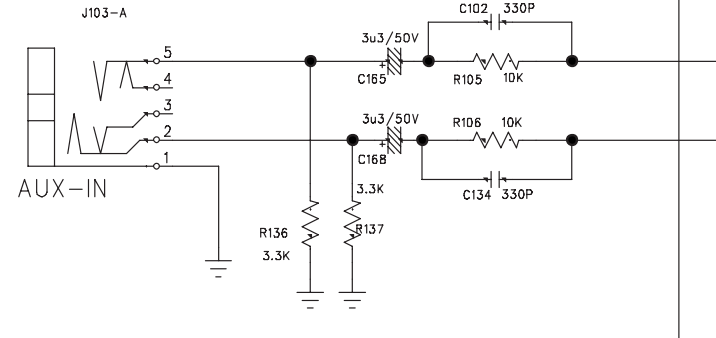 J103-A
C102 330P
3u3/50V
5
+
C165
R105 10K
4
3
3u3/50V
R106 10K
2
+
C168
1
C134 330P
AUX-IN
3.3K
R136
R137
3.3K